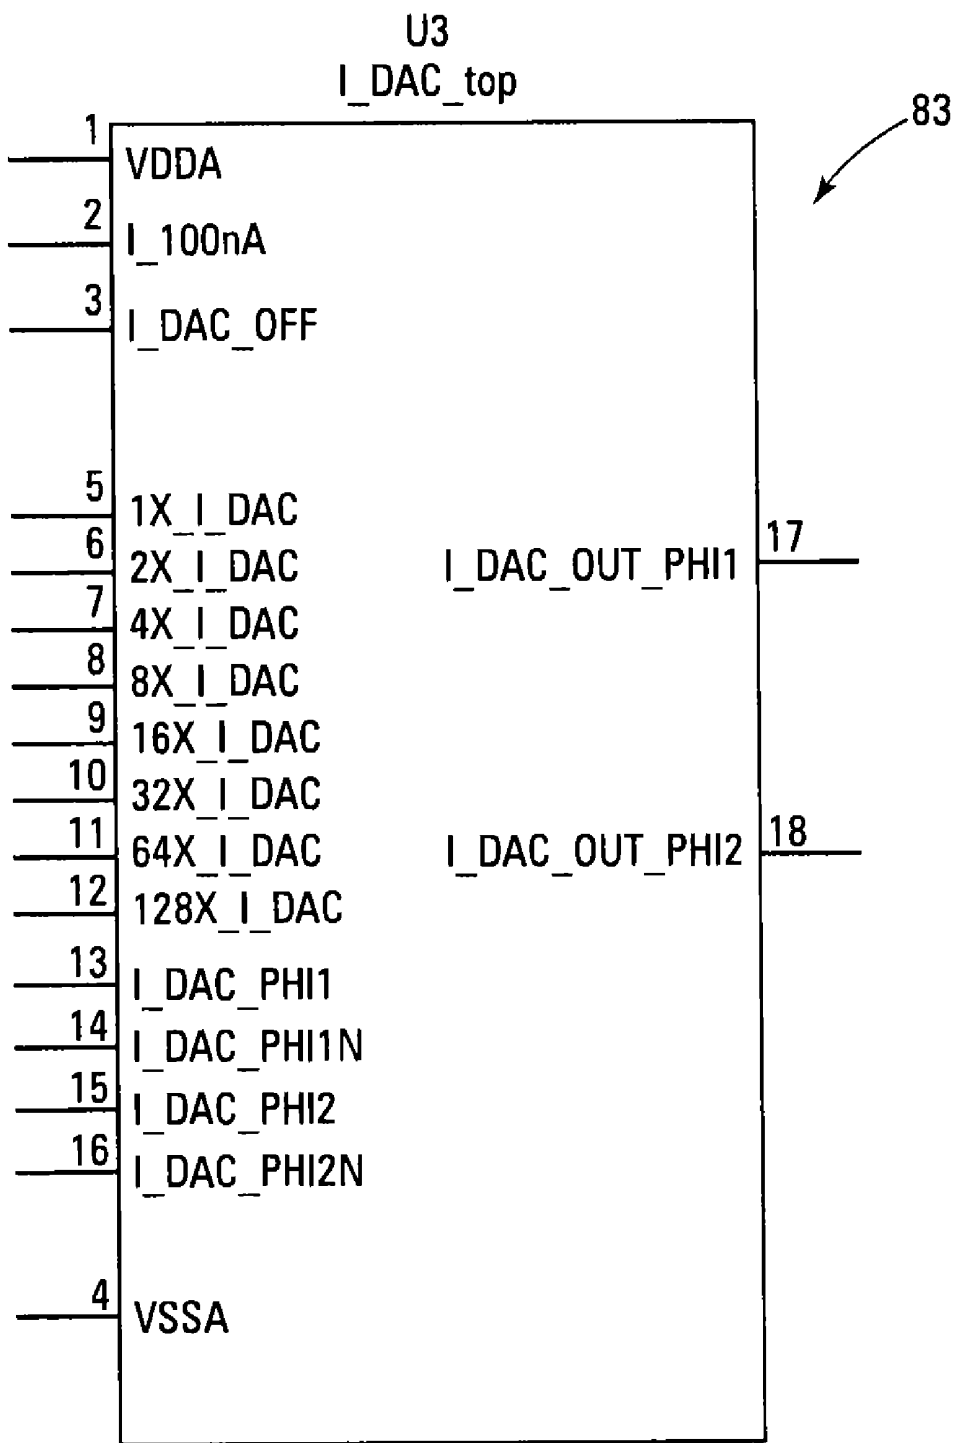 U3
I_DAC_top
83
1 VDDA
2 I_100nA
3 I_DAC_OFF
5 1X_I_DAC
6 2X_I_DAC
7 4X_I_DAC
8 8X_I_DAC
9 16X_I_DAC
10 32X_I_DAC
11 64X_I_DAC
12 128X_I_DAC
13 I_DAC_PHI1
14 I_DAC_PHI1N
15 I_DAC_PHI2
16 I_DAC_PHI2N
4 VSSA
I_DAC_OUT_PHI1 17
I_DAC_OUT_PHI2 18